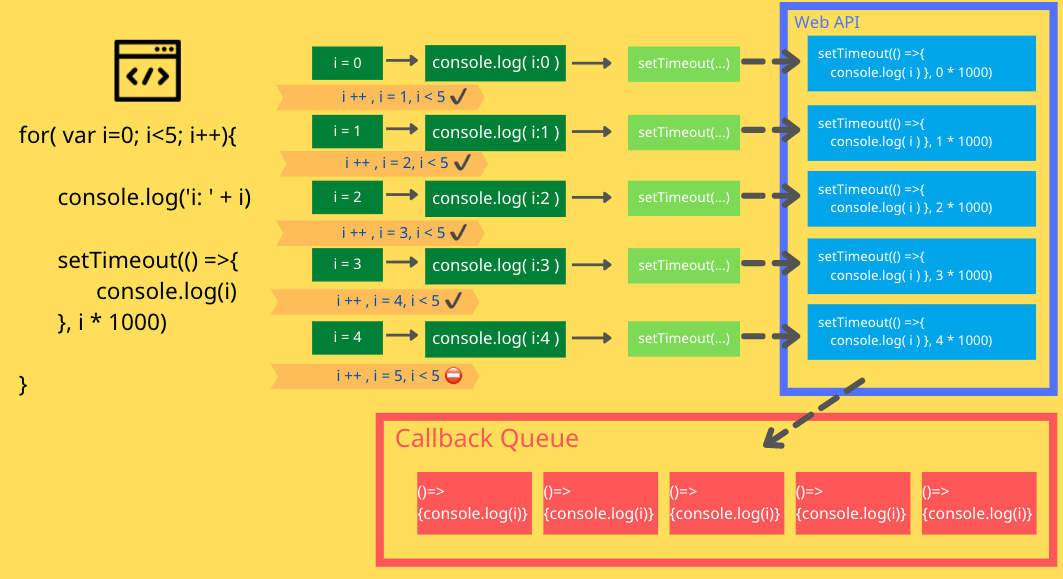 for( var i=0; i<5; i++){
console.log('i: ' + i)
setTimeout(() =>{
console.log(i)
}, i * 1000)
}
i = 0
console.log( i:0 )
setTimeout(...)
i ++ , i = 1, i < 5 ✔
i = 1
console.log( i:1 )
setTimeout(...)
i ++ , i = 2, i < 5 ✔
i = 2
console.log( i:2 )
setTimeout(...)
i ++ , i = 3, i < 5 ✔
i = 3
console.log( i:3 )
setTimeout(...)
i ++ , i = 4, i < 5 ✔
i = 4
console.log( i:4 )
setTimeout(...)
i ++ , i = 5, i < 5 ⛔
Web API
setTimeout(() =>{
console.log( i ) }, 0 * 1000)
setTimeout(() =>{
console.log( i ) }, 1 * 1000)
setTimeout(() =>{
console.log( i ) }, 2 * 1000)
setTimeout(() =>{
console.log( i ) }, 3 * 1000)
setTimeout(() =>{
console.log( i ) }, 4 * 1000)
Callback Queue
()=>
{console.log(i)}
()=>
{console.log(i)}
()=>
{console.log(i)}
()=>
{console.log(i)}
()=>
{console.log(i)}